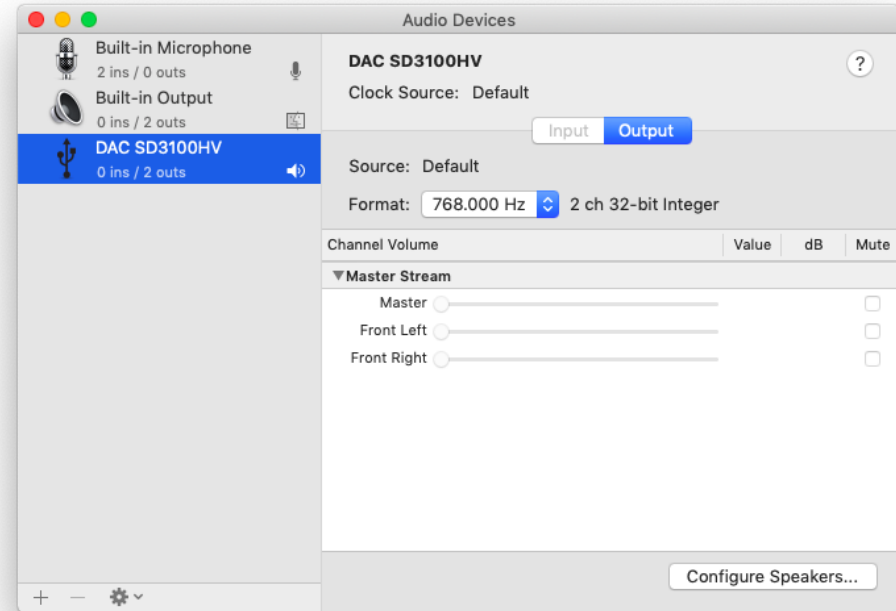 Audio Devices
Built-in Microphone
2 ins / 0 outs
Built-in Output
0 ins / 2 outs
DAC SD3100HV
0 ins / 2 outs
DAC SD3100HV
?
Clock Source: Default
Input Output
Source: Default
Format: 768.000 Hz 2 ch 32-bit Integer
Channel Volume Value dB Mute
Master Stream
Master
Front Left
Front Right
Configure Speakers...